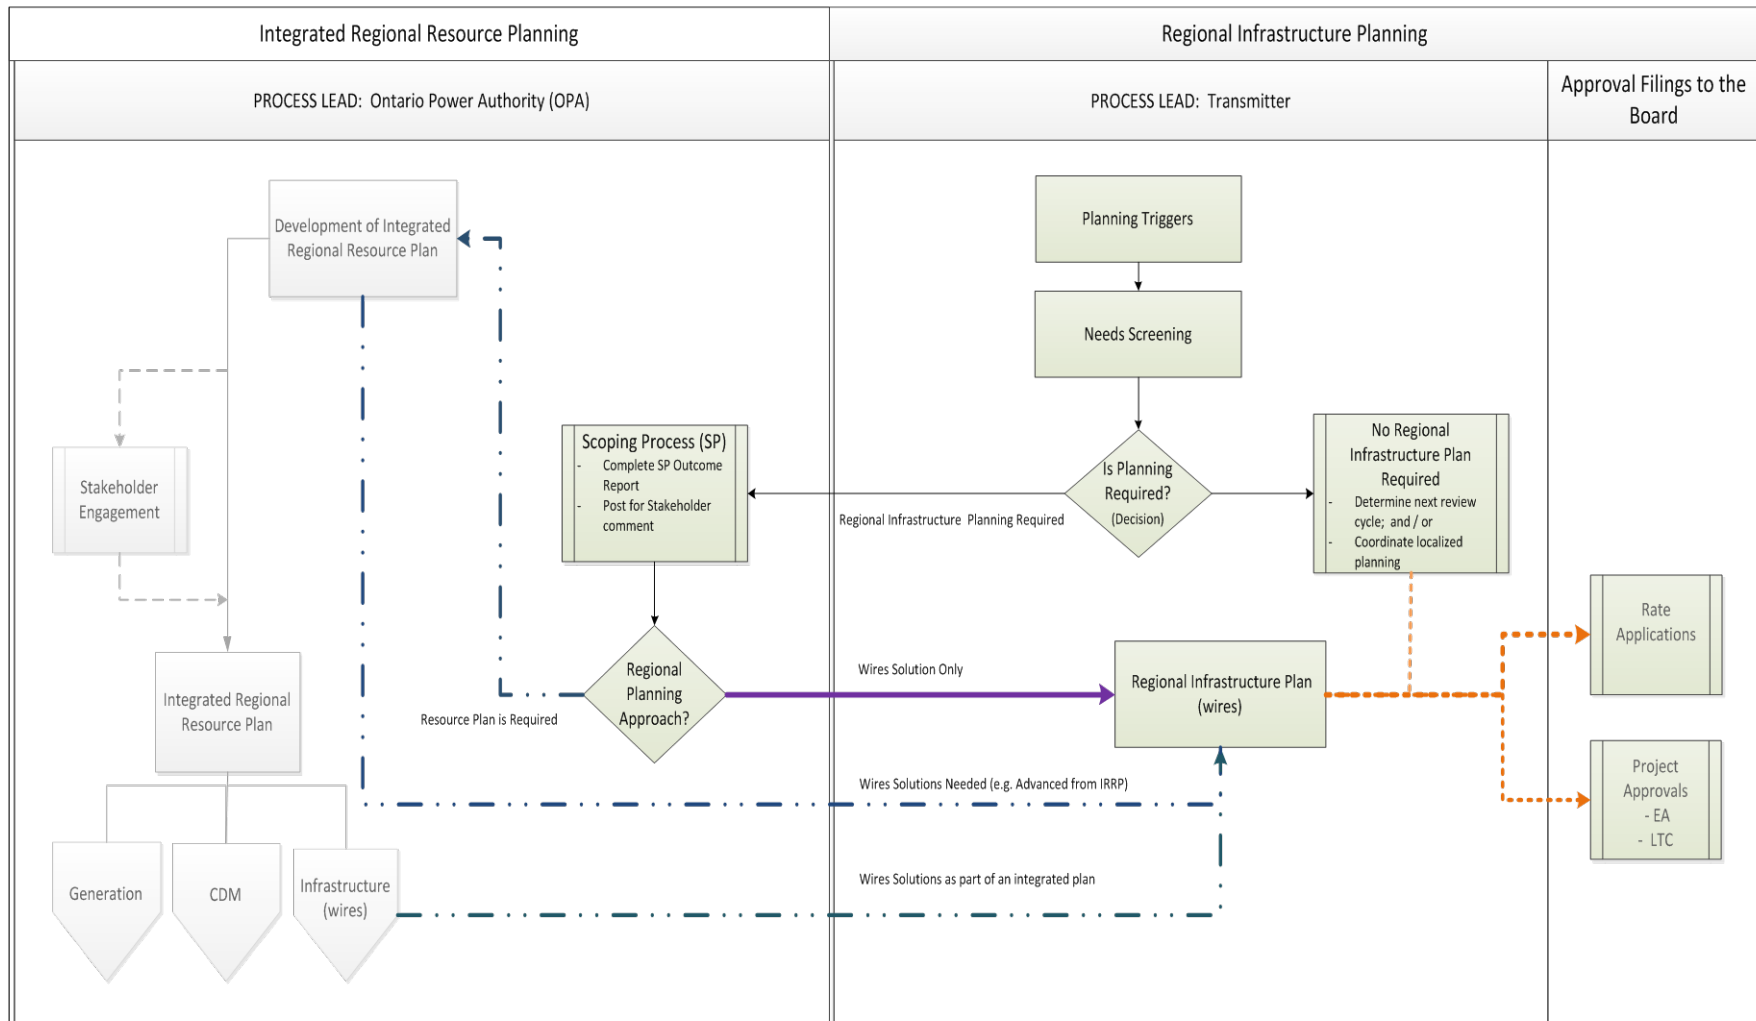 Integrated Regional Resource Planning
Regional Infrastructure Planning
PROCESS LEAD: Ontario Power Authority (OPA)
PROCESS LEAD: Transmitter
Approval Filings to the
Board
Development of Integrated
Regional Resource Plan
Planning Triggers
Needs Screening
Stakeholder
Engagement
Scoping Process (SP)
- Complete SP Outcome
Report
- Post for Stakeholder
comment
Is Planning
Required?
(Decision)
Regional Infrastructure Planning Required
No Regional
Infrastructure Plan
Required
- Determine next review
cycle; and / or
- Coordinate localized
planning
Rate
Applications
Regional
Planning
Approach?
Wires Solution Only
Regional Infrastructure Plan
(wires)
Resource Plan is Required
Integrated Regional
Resource Plan
Wires Solutions Needed (e.g. Advanced from IRRP)
Project
Approvals
- EA
- LTC
Generation
CDM
Infrastructure
(wires)
Wires Solutions as part of an integrated plan